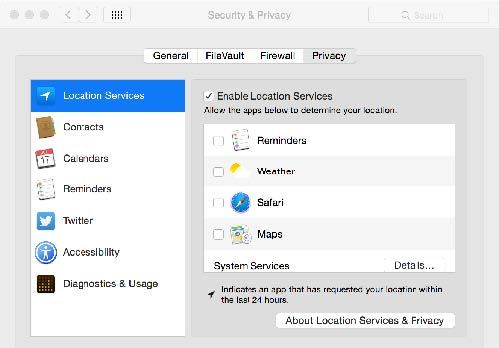 Security & Privacy
Search
General
FileVault
Firewall
Privacy
Location Services
Contacts
Calendars
Reminders
Twitter
Accessibility
Diagnostics & Usage
Enable Location Services
Allow the apps below to determine your location.
Reminders
Weather
Safari
Maps
System Services
Details...
Indicates an app that has requested your location within
the last 24 hours.
About Location Services & Privacy